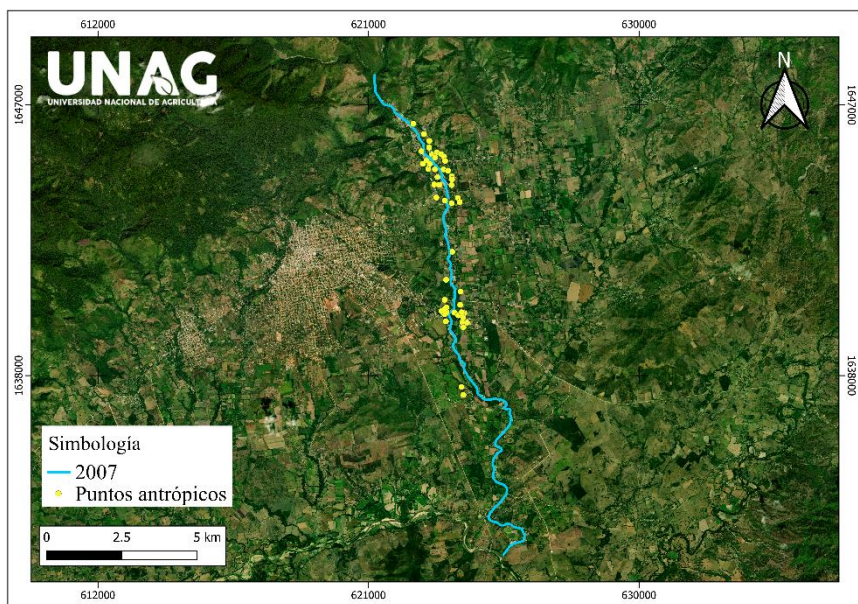 612000
621000
630000
UNAG
UNIVERSIDAD NACIONAL DE AGRICULTURA
N
1647000
1647000
1638000
1638000
Simbología
2007
Puntos antrópicos
0 2.5 5 km
612000
621000
630000